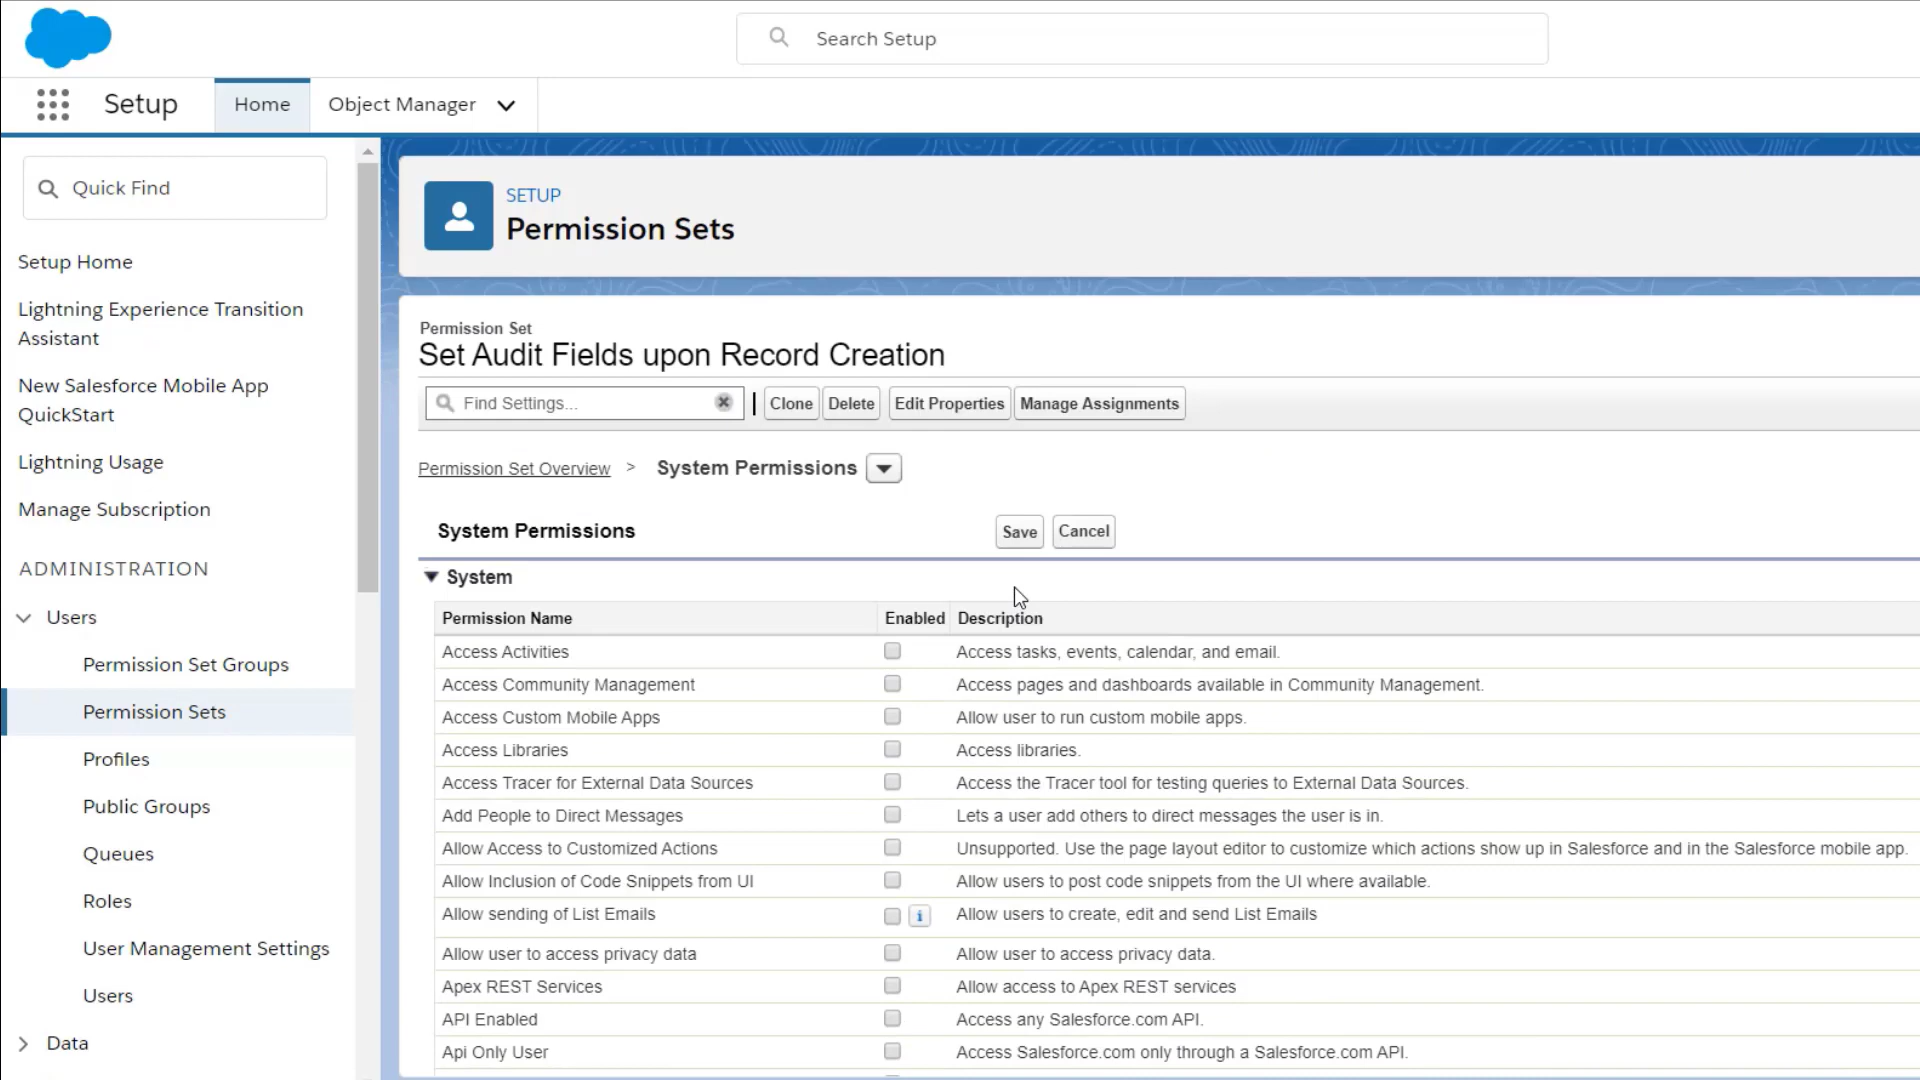 Search Setup
Setup
Home
Object Manager
Quick Find
Setup Home
Lightning Experience Transition
Assistant
New Salesforce Mobile App
QuickStart
Lightning Usage
Manage Subscription
ADMINISTRATION
Users
Permission Set Groups
Permission Sets
Profiles
Public Groups
Queues
Roles
User Management Settings
Users
Data
SETUP
Permission Sets
Permission Set
Set Audit Fields upon Record Creation
Find Settings...
Clone
Delete
Edit Properties
Manage Assignments
Permission Set Overview > System Permissions
System Permissions
Save
Cancel
System
Permission Name Enabled Description
Access Activities Access tasks, events, calendar, and email.
Access Community Management Access pages and dashboards available in Community Management.
Access Custom Mobile Apps Allow user to run custom mobile apps.
Access Libraries Access libraries.
Access Tracer for External Data Sources Access the Tracer tool for testing queries to External Data Sources.
Add People to Direct Messages Lets a user add others to direct messages the user is in.
Allow Access to Customized Actions Unsupported. Use the page layout editor to customize which actions show up in Salesforce and in the Salesforce mobile app.
Allow Inclusion of Code Snippets from UI Allow users to post code snippets from the UI where available.
Allow sending of List Emails i Allow users to create, edit and send List Emails
Allow user to access privacy data Allow user to access privacy data.
Apex REST Services Allow access to Apex REST services
API Enabled Access any Salesforce.com API.
Api Only User Access Salesforce.com only through a Salesforce.com API.